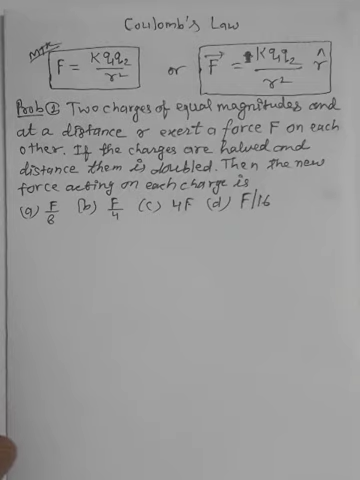 Coulomb's Law
F = Kq₁q₂/r² or F⃗ = Kq₁q₂/r² r̂
Prob ① Two charges of equal magnitudes and
at a distance r exert a force F on each
other. If the charges are halved and
distance them is doubled. Then the new
force acting on each charge is
(a) F/8 (b) F/4 (c) 4F (d) F/16